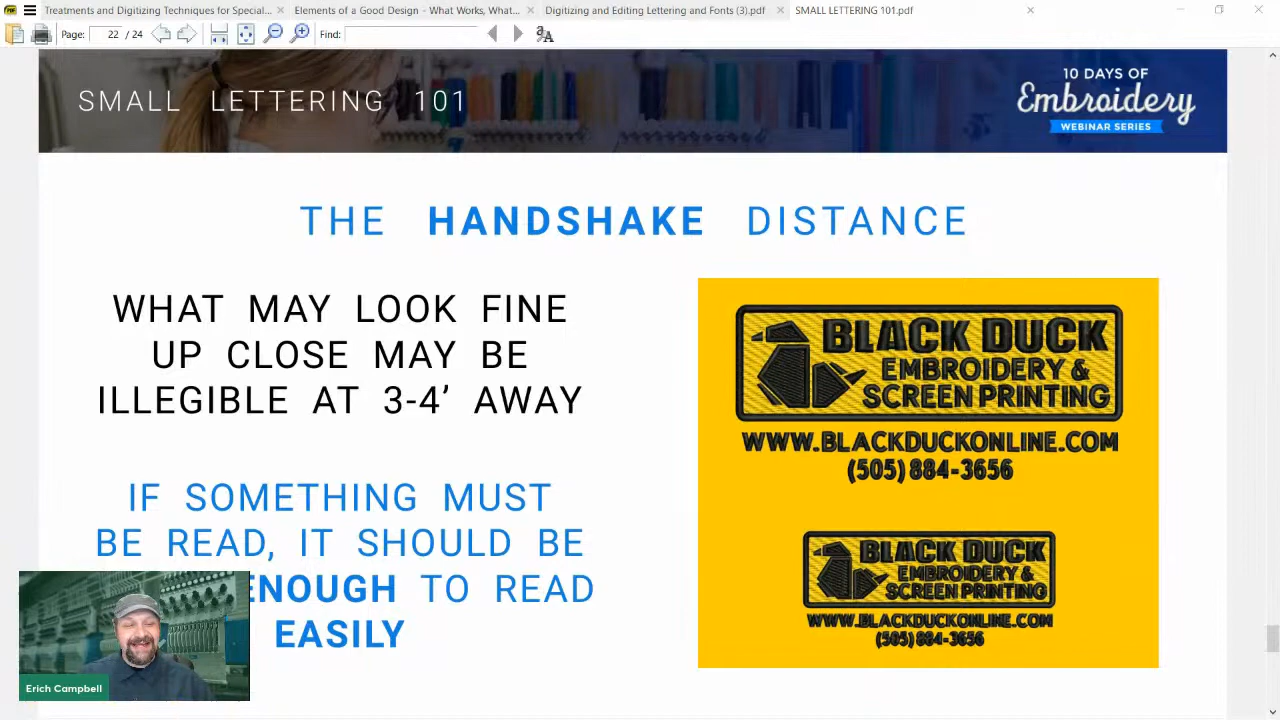 Treatments and Digitizing Techniques for Special...
Elements of a Good Design - What Works, What...
Digitizing and Editing Lettering and For (3).pdf
SMALL LETTERING 101.pdf
Page: 22 / 24
Find:
SMALL LETTERING 101
10 DAYS OF
Embroidery
WEBINAR SERIES
THE HANDSHAKE DISTANCE
WHAT MAY LOOK FINE
UP CLOSE MAY BE
ILLEGIBLE AT 3-4’ AWAY
IF SOMETHING MUST
BE READ, IT SHOULD BE
ENOUGH TO READ
EASILY
BLACK DUCK
EMBROIDERY &
SCREEN PRINTING
WWW.BLACKDUCKONLINE.COM
(505) 884-3656
BLACK DUCK
EMBROIDERY &
SCREEN PRINTING
WWW.BLACKDUCKONLINE.COM
(505) 884-3656
Erich Campbell